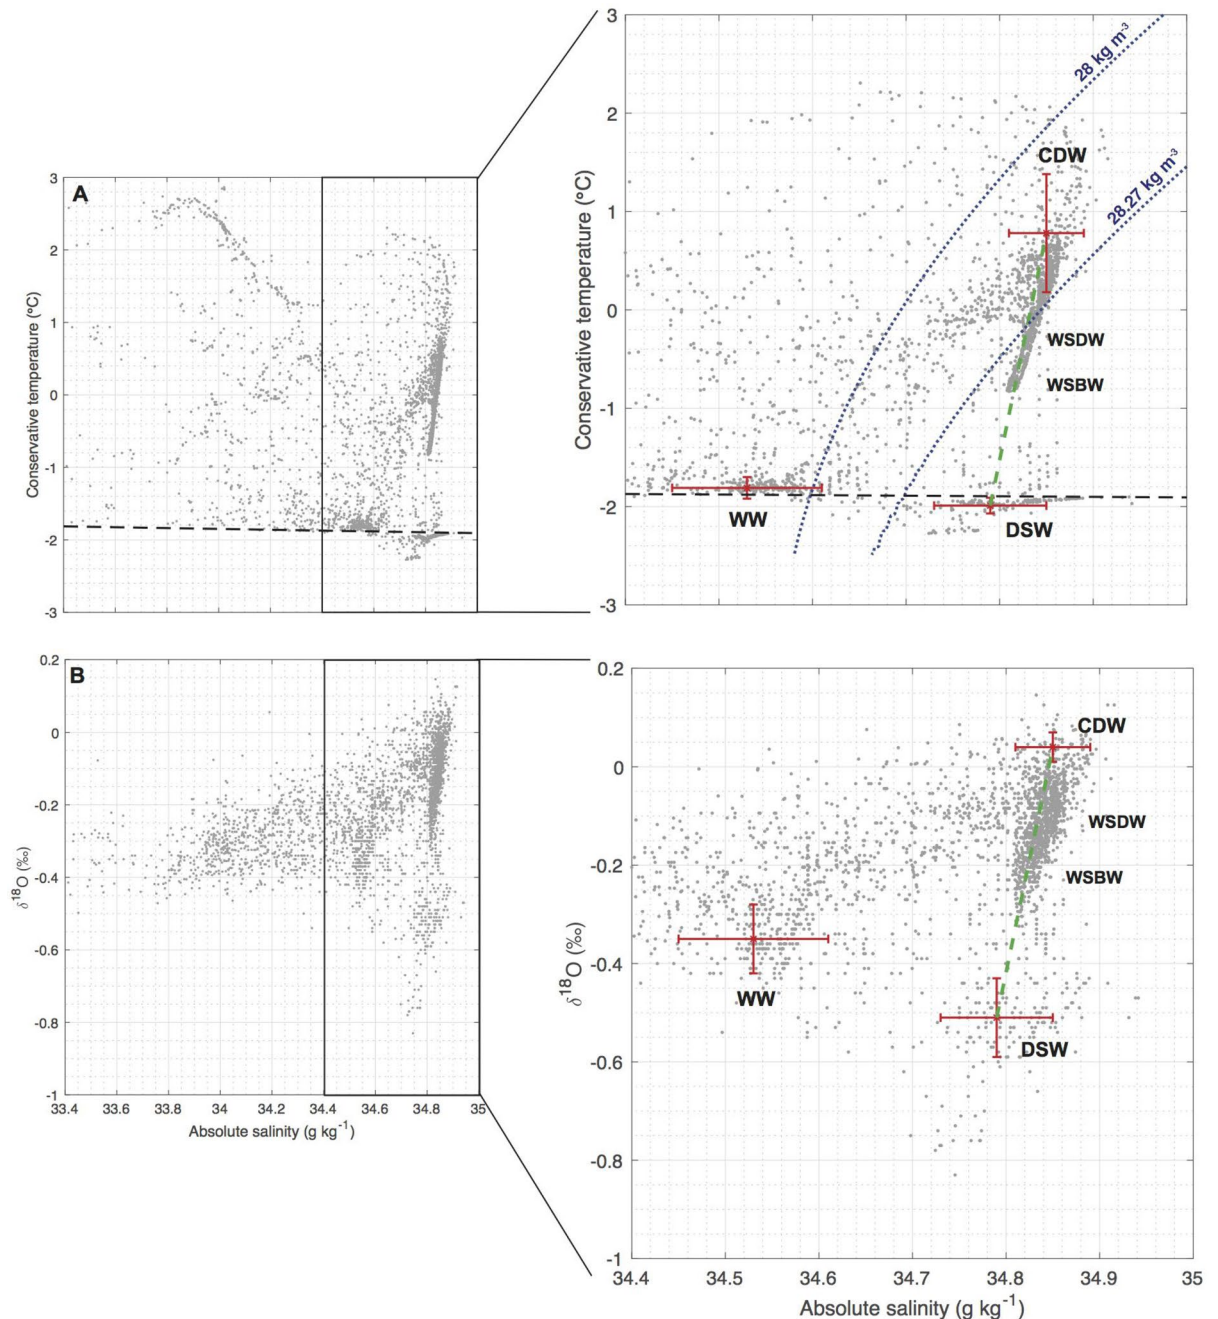 A
Conservative temperature (°C)
3
2
1
0
-1
-2
-3
Conservative temperature (°C)
3
2
1
0
-1
-2
-3
28 kg m-3
28.27 kg m-3
CDW
WSDW
WSBW
WW
DSW
B
δ18O (‰)
0.2
0
-0.2
-0.4
-0.6
-0.8
-1
33.4 33.6 33.8 34 34.2 34.4 34.6 34.8 35
Absolute salinity (g kg-1)
δ18O (‰)
0.2
0
-0.2
-0.4
-0.6
-0.8
-1
CDW
WSDW
WSBW
WW
DSW
34.4 34.5 34.6 34.7 34.8 34.9 35
Absolute salinity (g kg-1)